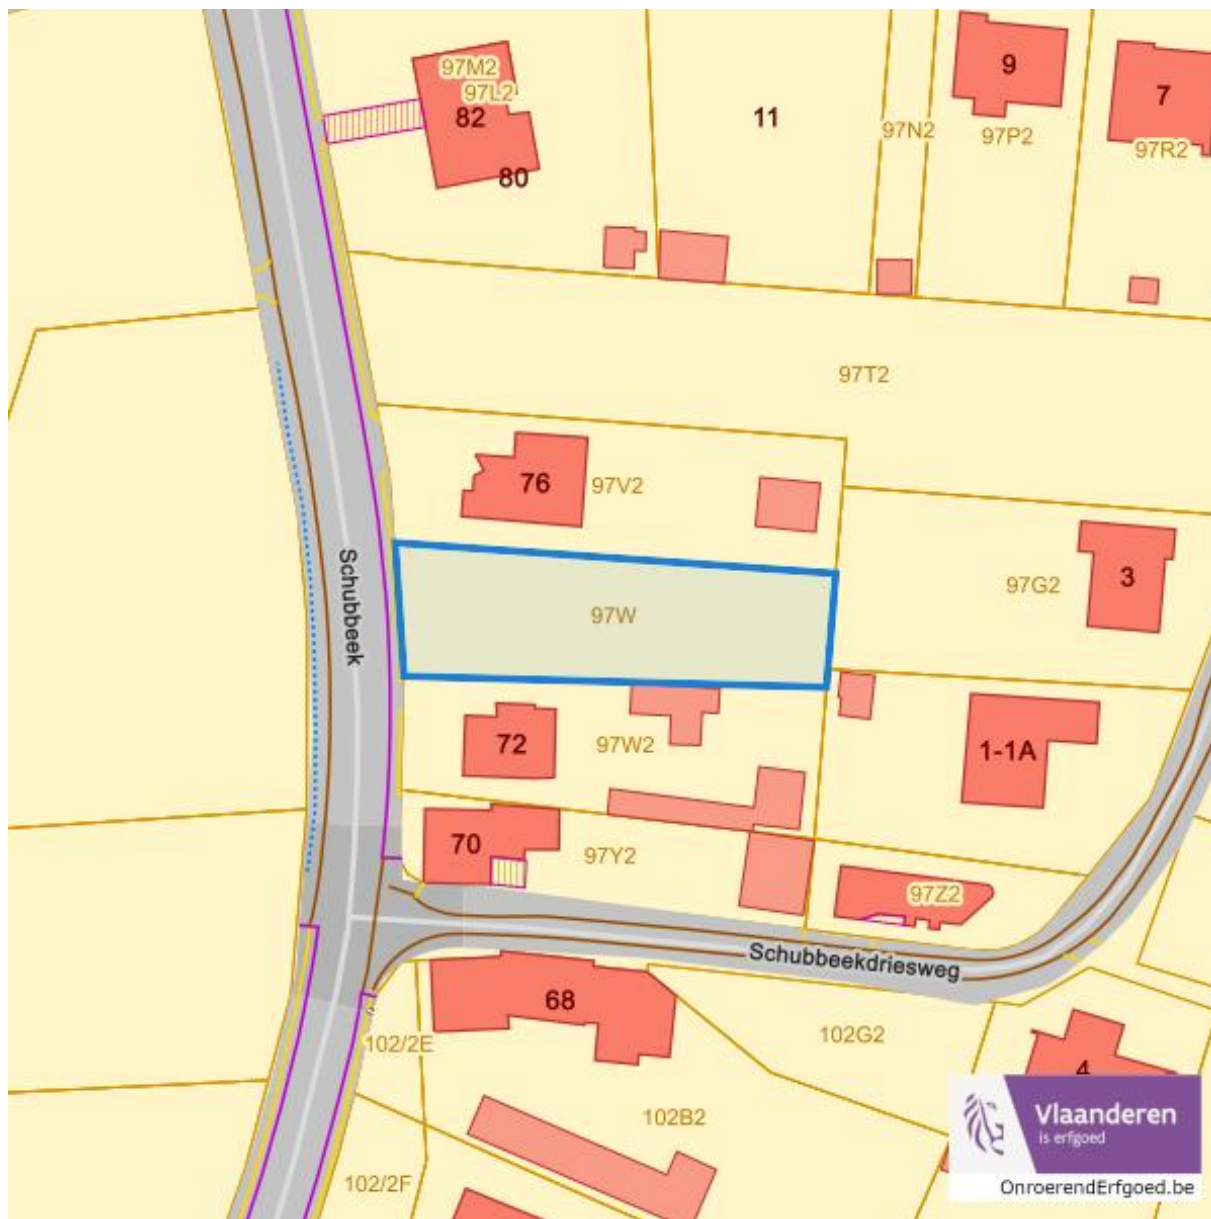 97M2
97L2
82
80
11
97N2
9
97P2
7
97R2
97T2
76
97V2
Schubbeek
97W
97G2
3
72
97W2
1-1A
70
97Y2
97Z2
Schubbeekdriesweg
68
102/2E
102G2
4
102B2
102/2F
Vlaanderen
is erfgoed
OnroerendErfgoed.be